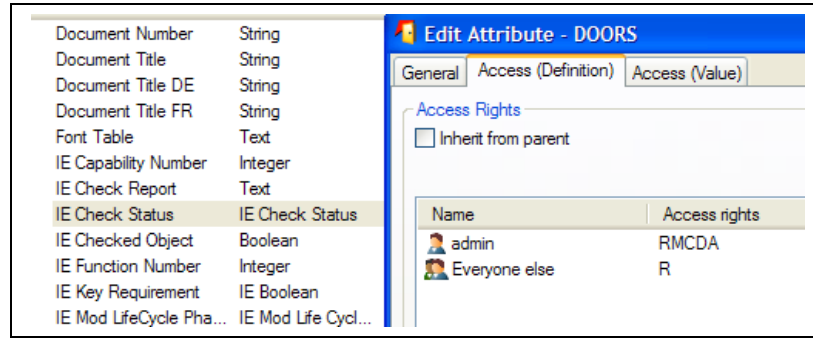 Document Number String
Document Title String
Document Title DE String
Document Title FR String
Font Table Text
IE Capability Number Integer
IE Check Report Text
IE Check Status IE Check Status
IE Checked Object Boolean
IE Function Number Integer
IE Key Requirement IE Boolean
IE Mod LifeCycle Pha... IE Mod Life Cycl...
Edit Attribute - DOORS
General Access (Definition) Access (Value)
Access Rights
Inherit from parent
Name Access rights
admin RMCDA
Everyone else R